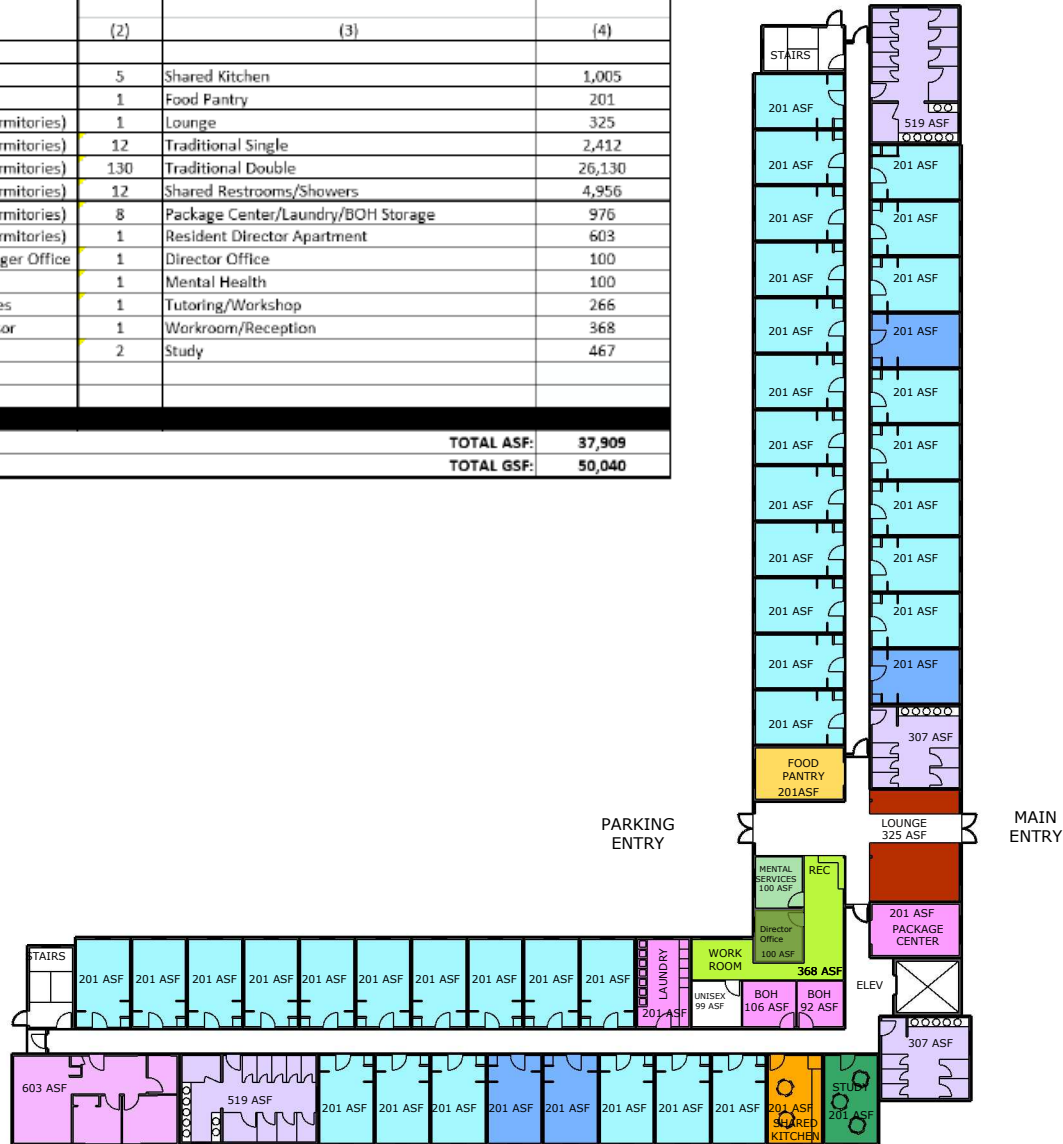 (2) (3) (4)
5 Shared Kitchen 1,005
1 Food Pantry 201
rmitories) 1 Lounge 325
rmitories) 12 Traditional Single 2,412
rmitories) 130 Traditional Double 26,130
rmitories) 12 Shared Restrooms/Showers 4,956
rmitories) 8 Package Center/Laundry/BOH Storage 976
rmitories) 1 Resident Director Apartment 603
ger Office 1 Director Office 100
1 Mental Health 100
es 1 Tutoring/Workshop 266
sor 1 Workroom/Reception 368
2 Study 467
TOTAL ASF: 37,909
TOTAL GSF: 50,040
STAIRS
201 ASF
201 ASF
201 ASF
201 ASF
201 ASF
201 ASF
201 ASF
201 ASF
201 ASF
201 ASF
201 ASF
201 ASF
FOOD
PANTRY
201ASF
519 ASF
201 ASF
201 ASF
201 ASF
201 ASF
201 ASF
201 ASF
201 ASF
201 ASF
201 ASF
201 ASF
307 ASF
PARKING
ENTRY
LOUNGE
325 ASF
MAIN
ENTRY
MENTAL
SERVICES
100 ASF
REC
Director
Office
100 ASF
201 ASF
PACKAGE
CENTER
WORK
ROOM
368 ASF
ELEV
STAIRS
201 ASF
201 ASF
201 ASF
201 ASF
201 ASF
201 ASF
201 ASF
201 ASF
201 ASF
201 ASF
LAUNDRY
201 ASF
UNISEX
99 ASF
BOH
106 ASF
BOH
92 ASF
307 ASF
603 ASF
519 ASF
201 ASF
201 ASF
201 ASF
201 ASF
201 ASF
201 ASF
201 ASF
201 ASF
201 ASF
SHARED
KITCHEN
STUDY
201 ASF